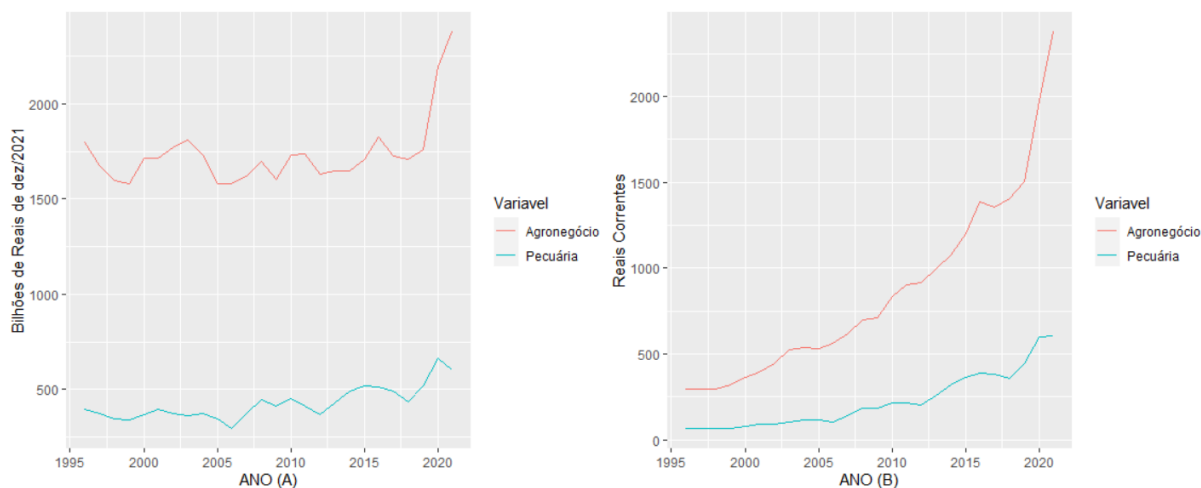 Bilhões de Reais de dez/2021
2000
1500
1000
500
1995 2000 2005 2010 2015 2020
ANO (A)
Variavel
Agronegócio
Pecuária
Reais Correntes
2000
1500
1000
500
0
1995 2000 2005 2010 2015 2020
ANO (B)
Variavel
Agronegócio
Pecuária